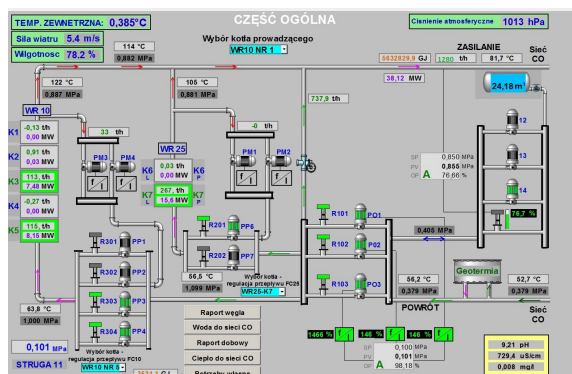 TEMP. ZEWNETRZNA: 0,385°C
CZĘŚĆ OGÓLNA
Cisnienie atmosferyczne 1013 hPa
Siła wiatru 5,4 m/s
Wilgotnosc 78.2 %
114 °C
0,882 MPa
Wybór kotła prowadzącego
WR10 NR 1
ZASILANIE
Sieć
CO
5632829,9 GJ
1280 t/h
81,7 °C
38,12 MW
122 °C
0,887 MPa
105 °C
0,881 MPa
737,9 t/h
24,18 m³
WR 10
K1
-0,13 t/h
0,00 MW
33 t/h
-0 t/h
K2
0,91 t/h
0,03 MW
K3
113, t/h
7,48 MW
K4
-0,27 t/h
0,00 MW
K5
115, t/h
8,15 MW
PM3
PM4
WR 25
K6
L
0,03 t/h
0,00 MW
K6
P
K7
L
267, t/h
15,6 MW
K7
P
PM1
PM2
12
13
14
SP 0,850 MPa
PV 0,855 MPa
OP A 76,66 %
76,7 %
R201
PP6
R202
PP7
R101
PO1
R102
P02
R103
PO3
0,405 MPa
R301
PP1
R302
PP2
R303
PP3
R304
PP4
56,5 °C
1,099 MPa
Wybór kotła -
regulacja przepływu FC25
WR25-K7
56,2 °C
0,379 MPa
Geotermia
52,7 °C
0,379 MPa
POWRÓT
Sieć
CO
63,8 °C
1,000 MPa
Raport węgla
Woda do sieci CO
Raport dobowy
Ciepło do sieci CO
Potrzeby własne
1466 %
146 %
146 %
SP 0,100 MPa
PV 0,101 MPa
OP A 98,18 %
9,21 pH
729,4 uS/cm
0,008 mg/l
0,101 MPa
STRUGA 11
Wybór kotła -
regulacja przepływu FC10
WR10 NR 5